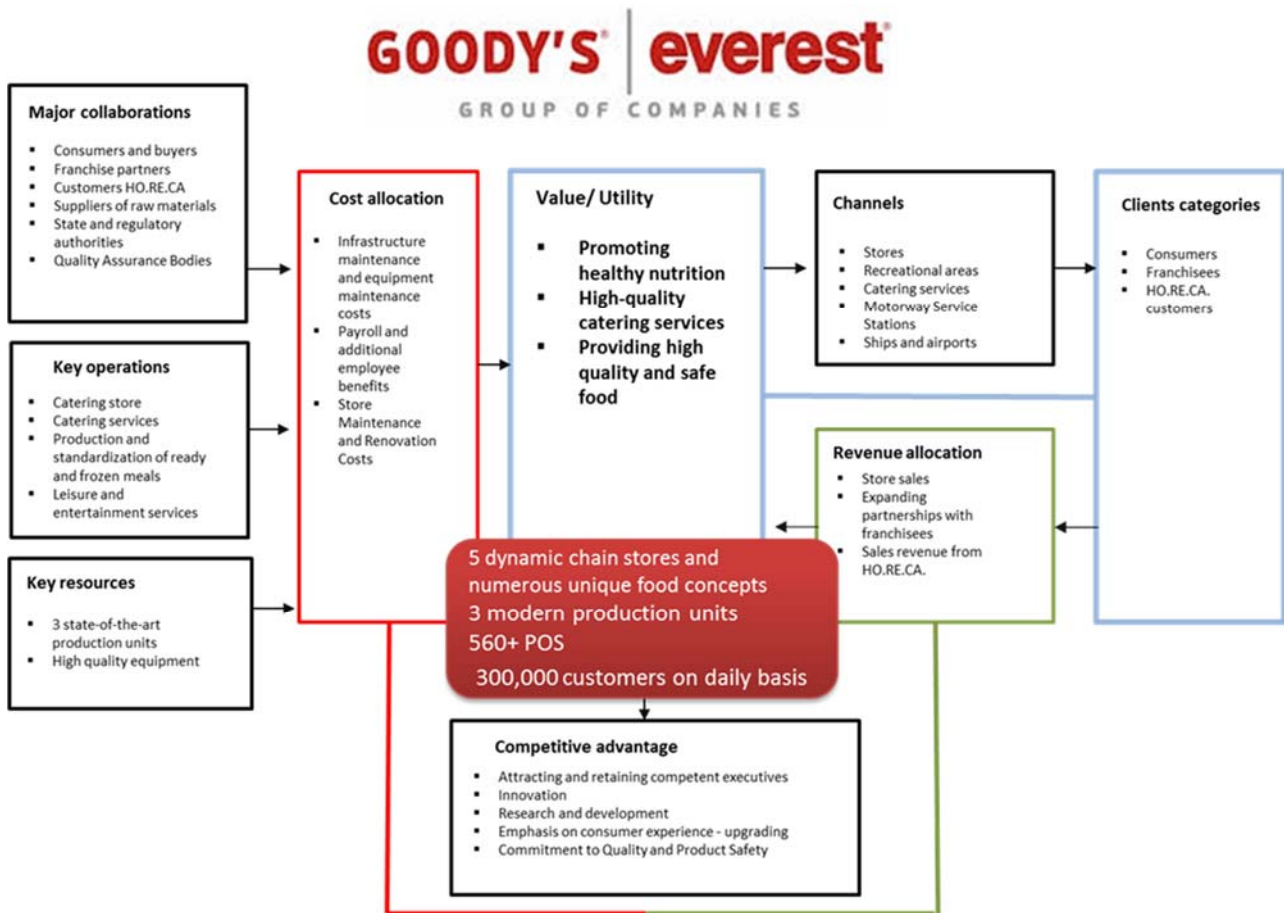 GOODY'S® | everest®
GROUP OF COMPANIES
Major collaborations
▪ Consumers and buyers
▪ Franchise partners
▪ Customers HO.RE.CA
▪ Suppliers of raw materials
▪ State and regulatory
authorities
▪ Quality Assurance Bodies
Key operations
▪ Catering store
▪ Catering services
▪ Production and
standardization of ready
and frozen meals
▪ Leisure and
entertainment services
Key resources
▪ 3 state-of-the-art
production units
▪ High quality equipment
Cost allocation
▪ Infrastructure
maintenance
and equipment
maintenance
costs
▪ Payroll and
additional
employee
benefits
▪ Store
Maintenance
and Renovation
Costs
Value/ Utility
▪ Promoting
healthy nutrition
▪ High-quality
catering services
▪ Providing high
quality and safe
food
Channels
▪ Stores
▪ Recreational areas
▪ Catering services
▪ Motorway Service
Stations
▪ Ships and airports
Clients categories
▪ Consumers
▪ Franchisees
▪ HO.RE.CA.
customers
Revenue allocation
▪ Store sales
▪ Expanding
partnerships with
franchisees
▪ Sales revenue from
HO.RE.CA.
5 dynamic chain stores and
numerous unique food concepts
3 modern production units
560+ POS
300,000 customers on daily basis
Competitive advantage
▪ Attracting and retaining competent executives
▪ Innovation
▪ Research and development
▪ Emphasis on consumer experience - upgrading
▪ Commitment to Quality and Product Safety